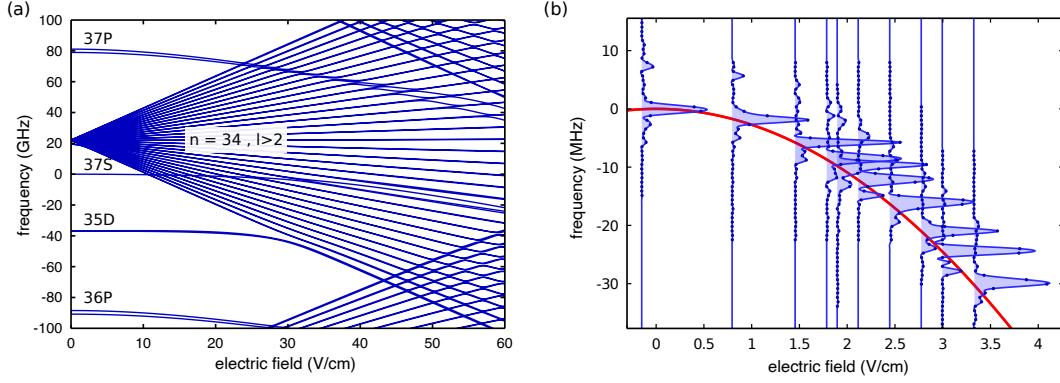 (a)
100
80
60
40
20
0
-20
-40
-60
-80
-100
frequency (GHz)
37P
n = 34 , l>2
37S
35D
36P
0
10
20
30
40
50
60
electric field (V/cm)
(b)
10
0
-10
-20
-30
frequency (MHz)
0
0.5
1
1.5
2
2.5
3
3.5
4
electric field (V/cm)